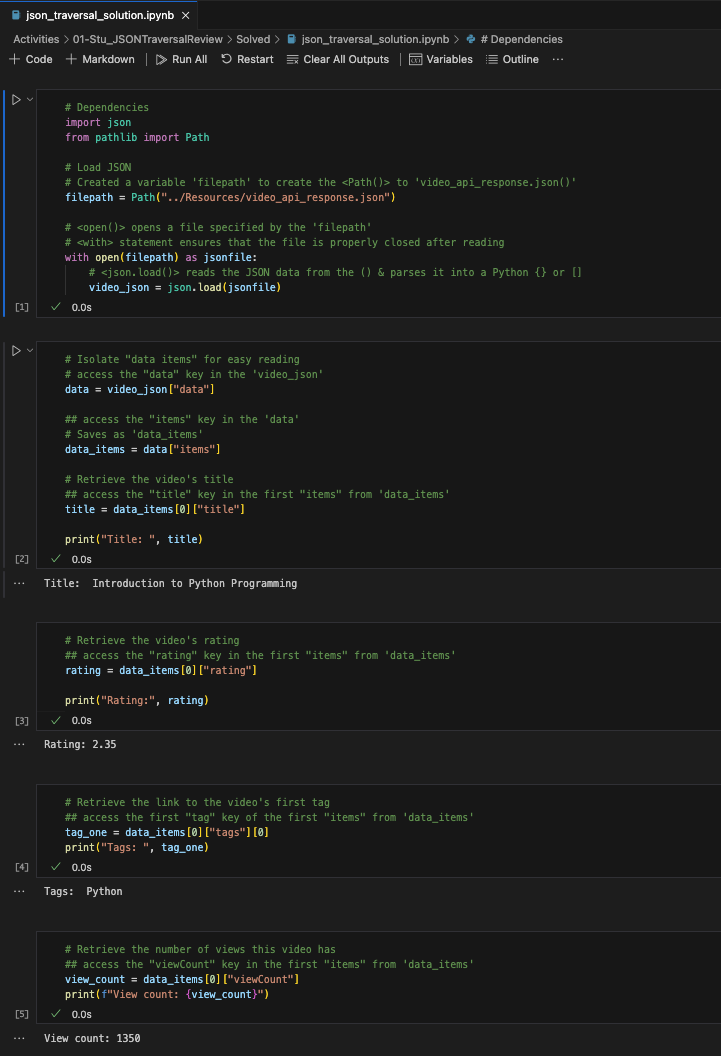 json_traversal_solution.ipynb ×
Activities > 01-Stu_JSONTraversalReview > Solved > json_traversal_solution.ipynb > # Dependencies
+ Code + Markdown | Run All Restart Clear All Outputs | Variables Outline ...
# Dependencies
import json
from pathlib import Path
# Load JSON
# Created a variable 'filepath' to create the <Path()> to 'video_api_response.json()'
filepath = Path("../Resources/video_api_response.json")
# <open()> opens a file specified by the 'filepath'
# <with> statement ensures that the file is properly closed after reading
with open(filepath) as jsonfile:
# <json.load()> reads the JSON data from the () & parses it into a Python {} or []
video_json = json.load(jsonfile)
[1] ✓ 0.0s
# Isolate "data items" for easy reading
# access the "data" key in the 'video_json'
data = video_json["data"]
## access the "items" key in the 'data'
# Saves as 'data_items'
data_items = data["items"]
# Retrieve the video's title
## access the "title" key in the first "items" from 'data_items'
title = data_items[0]["title"]
print("Title: ", title)
[2] ✓ 0.0s
... Title:  Introduction to Python Programming
# Retrieve the video's rating
## access the "rating" key in the first "items" from 'data_items'
rating = data_items[0]["rating"]
print("Rating:", rating)
[3] ✓ 0.0s
... Rating: 2.35
# Retrieve the link to the video's first tag
## access the first "tag" key of the first "items" from 'data_items'
tag_one = data_items[0]["tags"][0]
print("Tags: ", tag_one)
[4] ✓ 0.0s
... Tags:  Python
# Retrieve the number of views this video has
## access the "viewCount" key in the first "items" from 'data_items'
view_count = data_items[0]["viewCount"]
print(f"View count: {view_count}")
[5] ✓ 0.0s
... View count: 1350